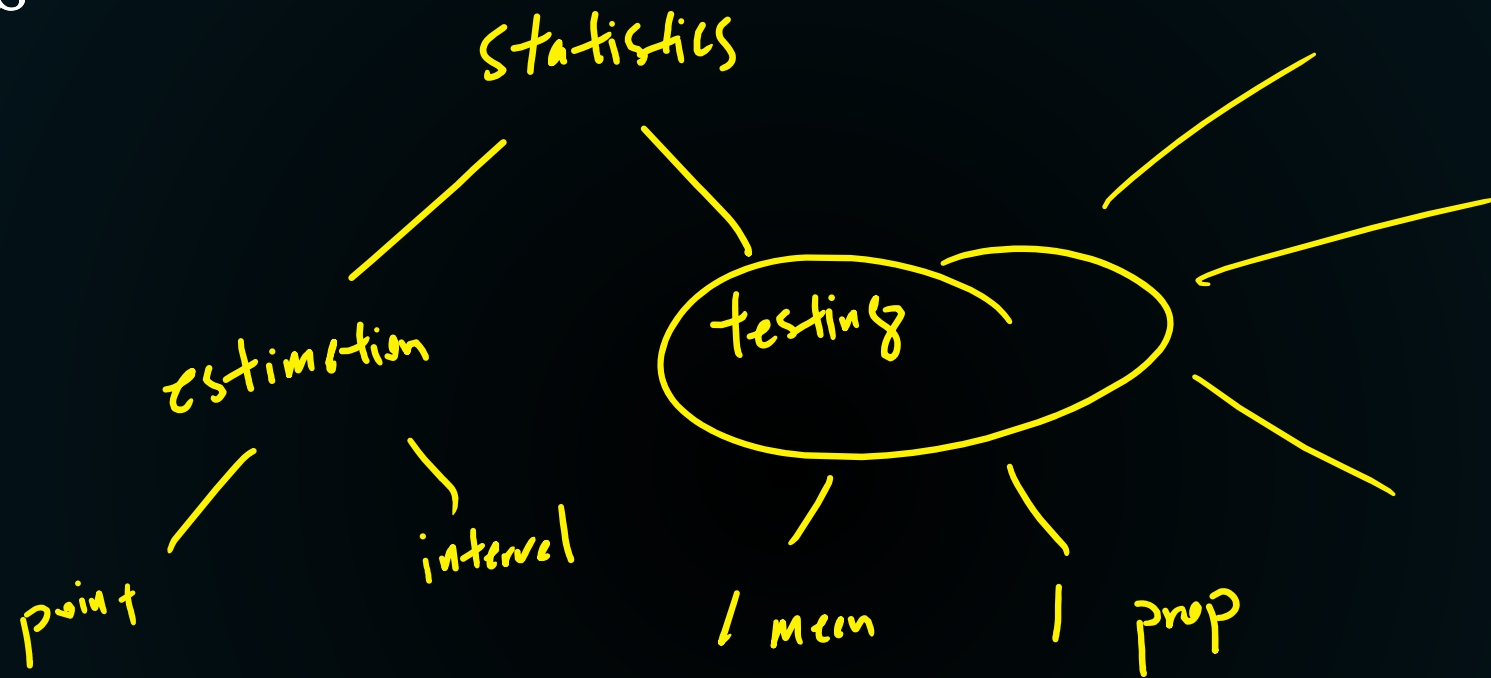 statistics
testing
estimation
interval
point
1 mean
1 prop